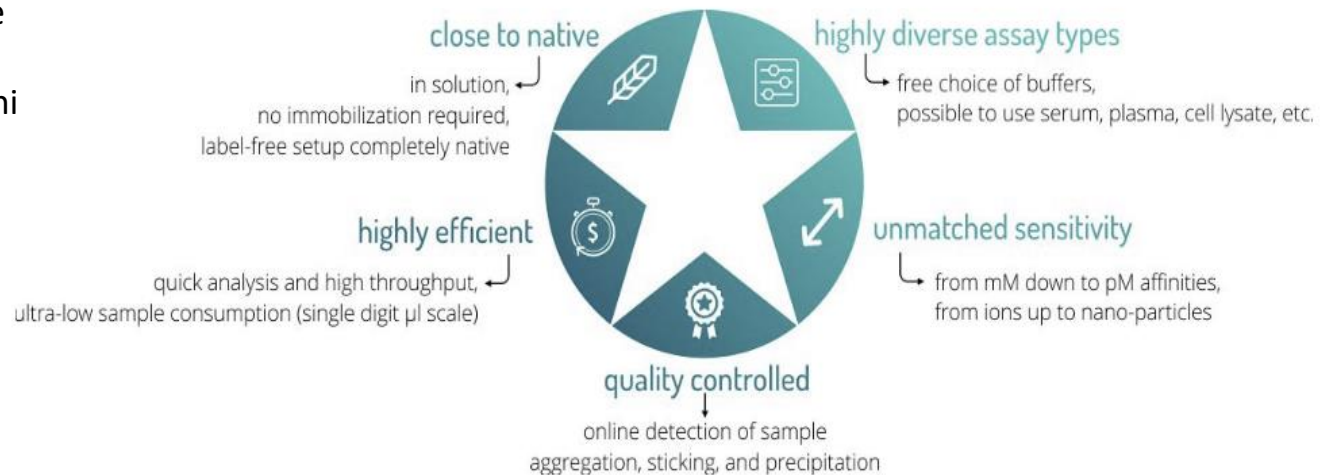 e
ni
close to native
in solution,
no immobilization required,
label-free setup completely native
highly diverse assay types
free choice of buffers,
possible to use serum, plasma, cell lysate, etc.
highly efficient
quick analysis and high throughput,
ultra-low sample consumption (single digit µl scale)
$
unmatched sensitivity
from mM down to pM affinities,
from ions up to nano-particles
quality controlled
online detection of sample
aggregation, sticking, and precipitation